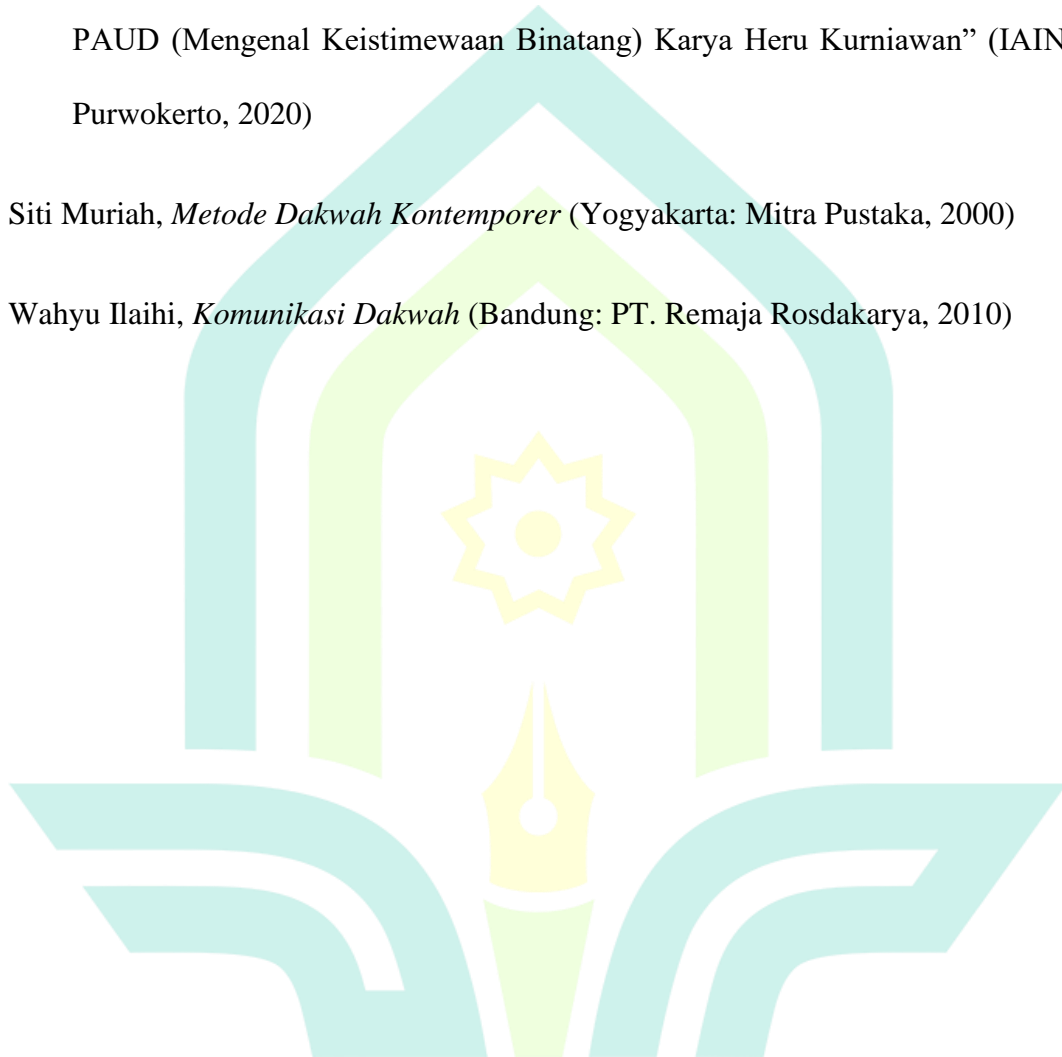 PAUD (Mengenal Keistimewaan Binatang) Karya Heru Kurniawan” (IAIN
Purwokerto, 2020)
Siti Muriah, Metode Dakwah Kontemporer (Yogyakarta: Mitra Pustaka, 2000)
Wahyu Ilaihi, Komunikasi Dakwah (Bandung: PT. Remaja Rosdakarya, 2010)